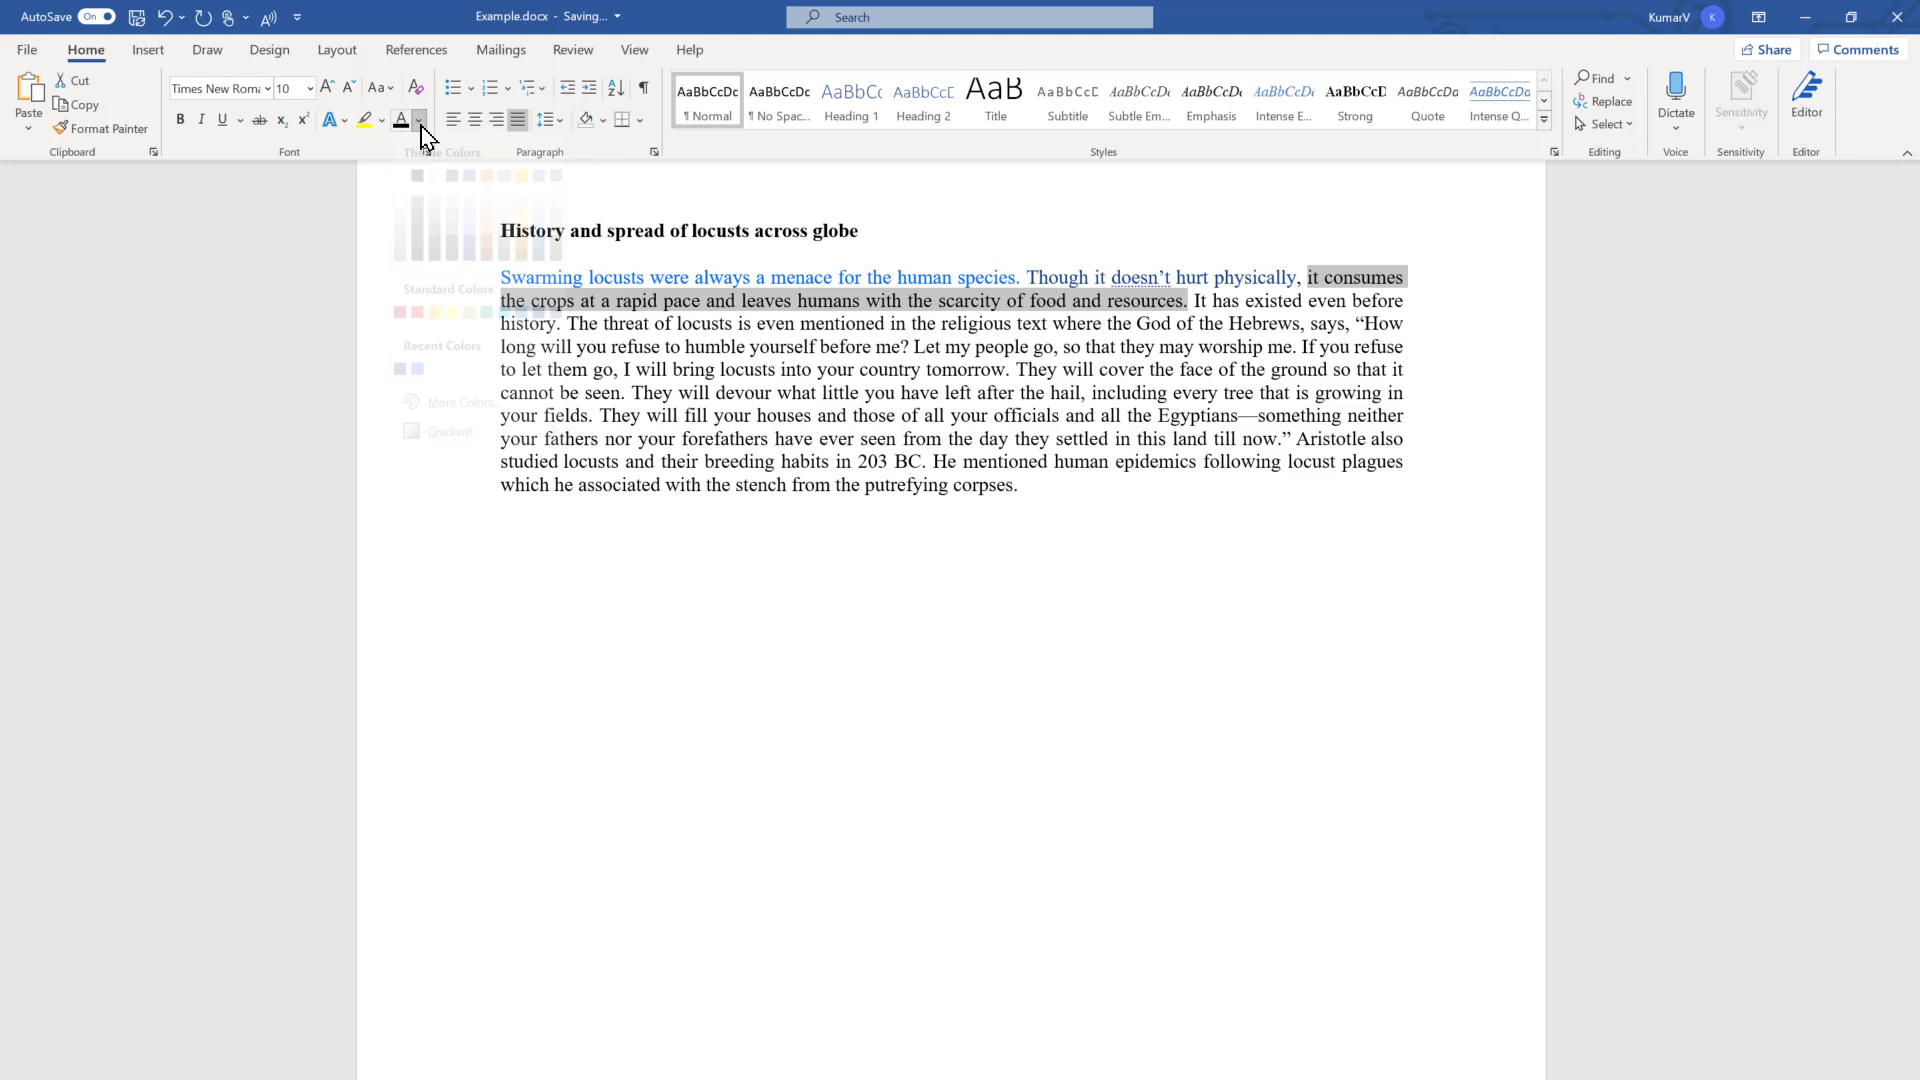 AutoSave On Example.docx - Saving... Search KumarV K
File Home Insert Draw Design Layout References Mailings Review View Help Share Comments
Paste Cut Copy Format Painter
Clipboard
Times New Roma 10 Aa
B I U ab x₂ x² A A
Font
Paragraph
AaBbCcDc AaBbCcDc AaBbCc AaBbCcC AaB AaBbCcC AaBbCcDc AaBbCcDc AaBbCcDc AaBbCcD AaBbCcDa AaBbCcDa
¶ Normal ¶ No Spac... Heading 1 Heading 2 Title Subtitle Subtle Em... Emphasis Intense E... Strong Quote Intense Q...
Styles
Find
Replace
Select
Editing
Dictate
Voice
Sensitivity
Sensitivity
Editor
Editor
Theme Colors
Standard Colors
Recent Colors
More Colors...
Gradient
History and spread of locusts across globe
Swarming locusts were always a menace for the human species. Though it doesn’t hurt physically, it consumes
the crops at a rapid pace and leaves humans with the scarcity of food and resources. It has existed even before
history. The threat of locusts is even mentioned in the religious text where the God of the Hebrews, says, “How
long will you refuse to humble yourself before me? Let my people go, so that they may worship me. If you refuse
to let them go, I will bring locusts into your country tomorrow. They will cover the face of the ground so that it
cannot be seen. They will devour what little you have left after the hail, including every tree that is growing in
your fields. They will fill your houses and those of all your officials and all the Egyptians—something neither
your fathers nor your forefathers have ever seen from the day they settled in this land till now.” Aristotle also
studied locusts and their breeding habits in 203 BC. He mentioned human epidemics following locust plagues
which he associated with the stench from the putrefying corpses.